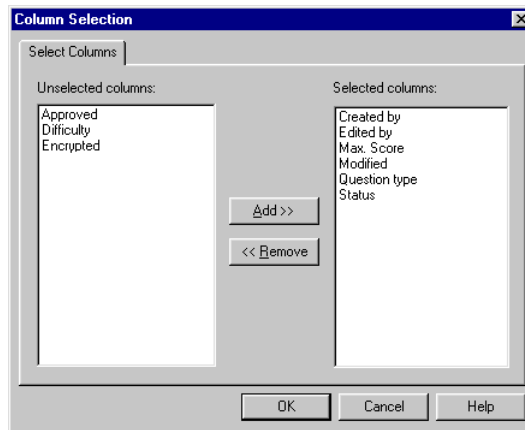 Column Selection
Select Columns
Unselected columns:
Approved
Difficulty
Encrypted
Add >>
<< Remove
Selected columns:
Created by
Edited by
Max. Score
Modified
Question type
Status
OK
Cancel
Help